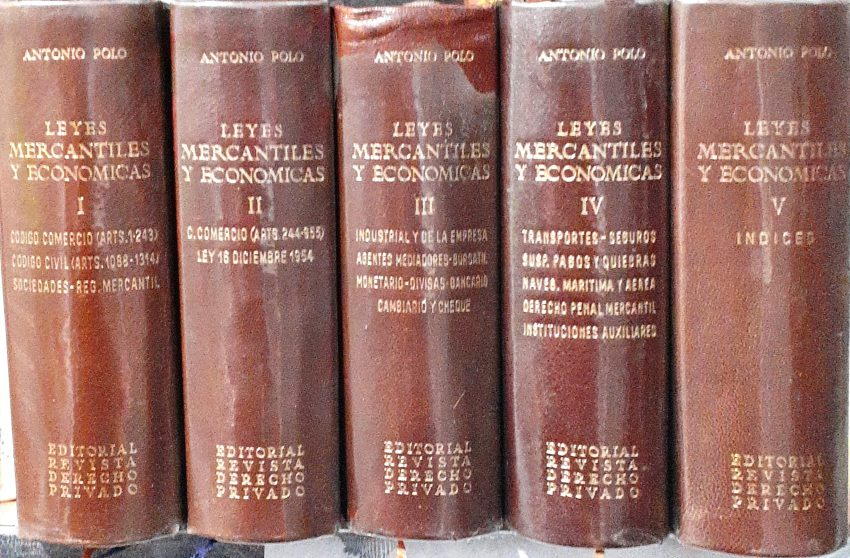 ANTONIO POLO
LEYES
MERCANTILES
Y ECONOMICAS
I
CODIGO COMERCIO (ARTS. 1-243)
CODIGO CIVIL (ARTS. 1088-1314)
SOCIEDADES - REG. MERCANTIL
EDITORIAL
REVISTA
DERECHO
PRIVADO
ANTONIO POLO
LEYES
MERCANTILES
Y ECONOMICAS
II
C. COMERCIO (ARTS. 244-955)
LEY 16 DICIEMBRE 1954
EDITORIAL
REVISTA
DERECHO
PRIVADO
ANTONIO POLO
LEYES
MERCANTILES
Y ECONOMICAS
III
INDUSTRIAL Y DE LA EMPRESA
AGENTES MEDIADORES - BURSATIL
MONETARIO - DIVISAS - BANCARIO
CAMBIARIO Y CHEQUE
EDITORIAL
REVISTA
DERECHO
PRIVADO
ANTONIO POLO
LEYES
MERCANTILES
Y ECONOMICAS
IV
TRANSPORTES - SEGUROS
SUSP. PAGOS Y QUIEBRAS
NAVEG. MARITIMA Y AEREA
DERECHO PENAL MERCANTIL
INSTITUCIONES AUXILIARES
EDITORIAL
REVISTA
DERECHO
PRIVADO
ANTONIO POLO
LEYES
MERCANTILES
Y ECONOMICAS
V
INDICES
EDITORIAL
REVISTA
DERECHO
PRIVADO